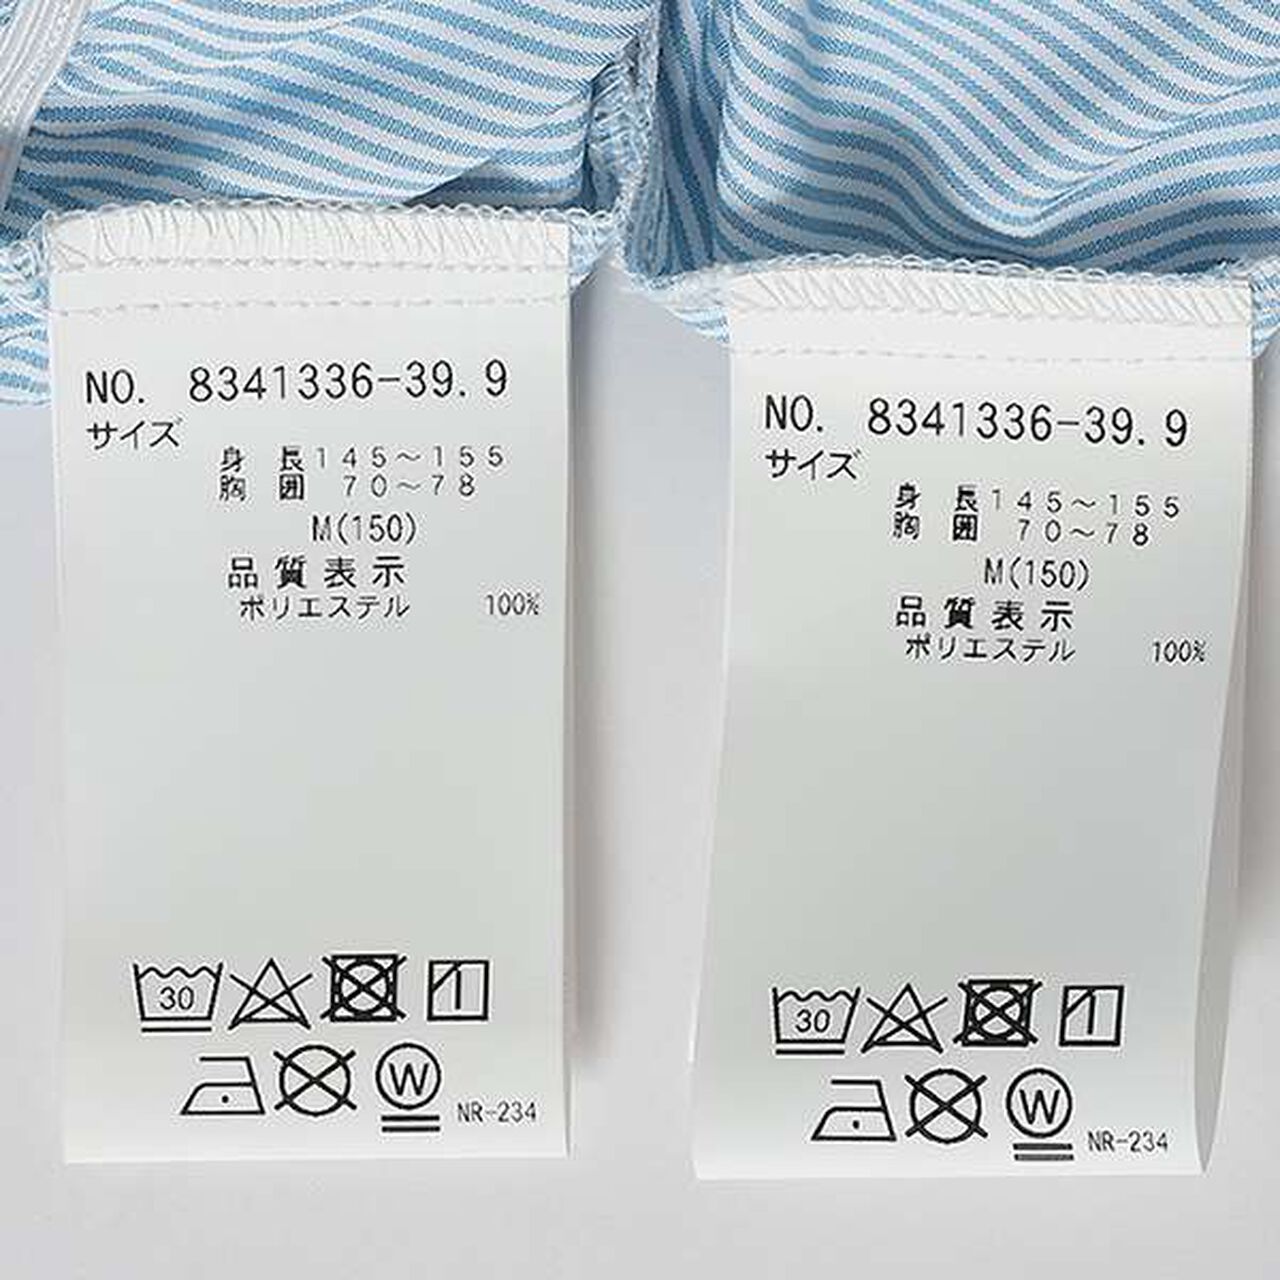 NO. 8341336-39.9
サイズ
身 長145～155
胸 囲 70～78
M(150)
品質表示
ポリエステル 100%
30
W
NR-234
NO. 8341336-39.9
サイズ
身 長145～155
胸 囲 70～78
M(150)
品質表示
ポリエステル 100%
30
W
NR-234